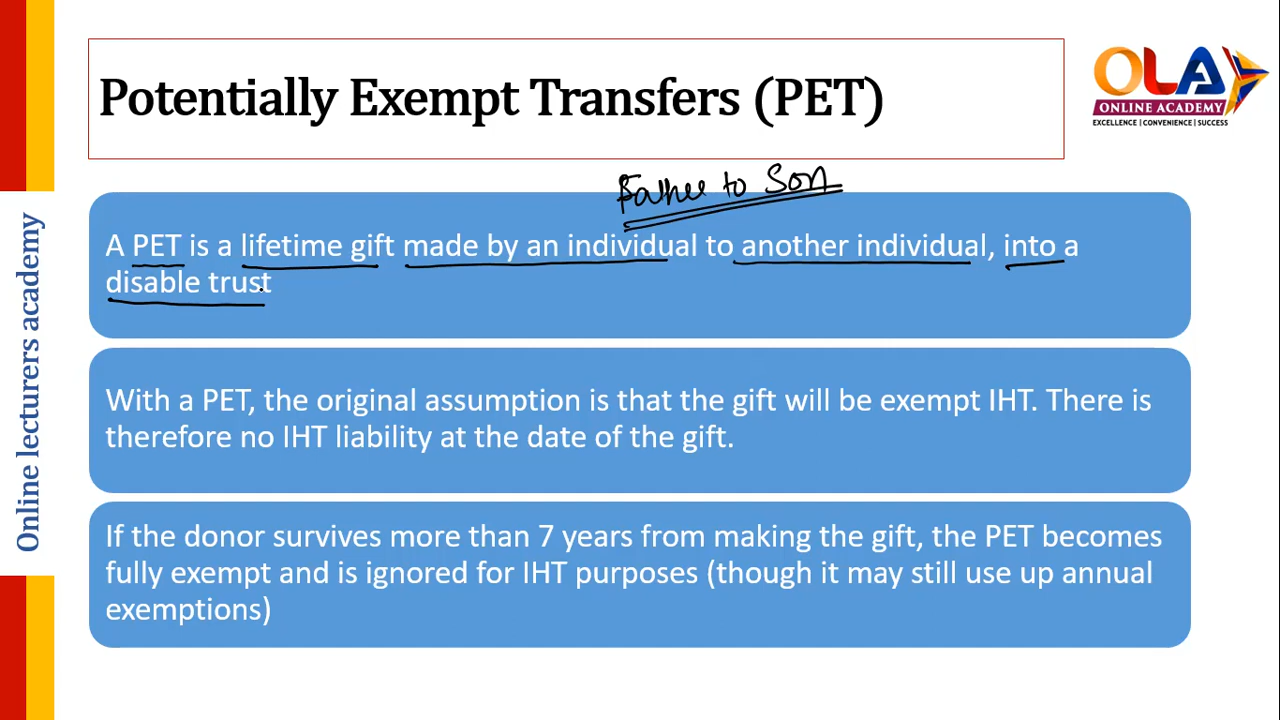 Potentially Exempt Transfers (PET)
OLA
ONLINE ACADEMY
EXCELLENCE | CONVENIENCE | SUCCESS
Father to Son
A PET is a lifetime gift made by an individual to another individual, into a
disable trust
With a PET, the original assumption is that the gift will be exempt IHT. There is
therefore no IHT liability at the date of the gift.
If the donor survives more than 7 years from making the gift, the PET becomes
fully exempt and is ignored for IHT purposes (though it may still use up annual
exemptions)
Online lecturers academy